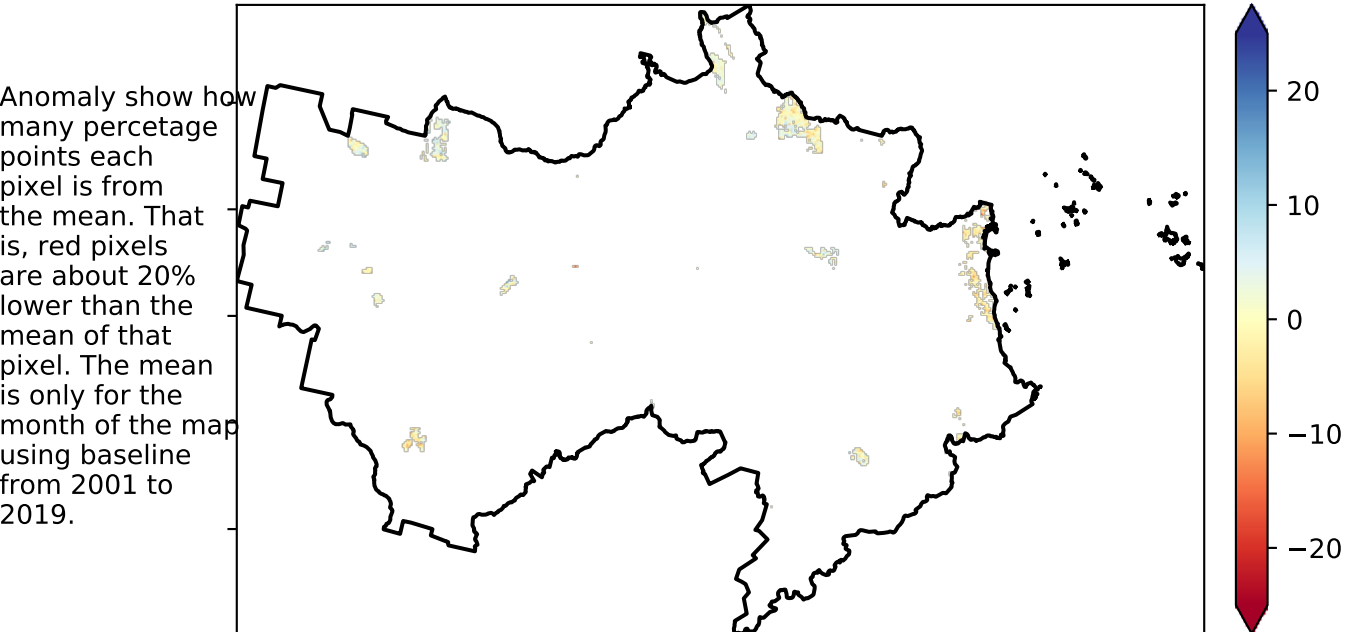 Anomaly show how
many percetage
points each
pixel is from
the mean. That
is, red pixels
are about 20%
lower than the
mean of that
pixel. The mean
is only for the
month of the map
using baseline
from 2001 to
2019.
20
10
0
−10
−20